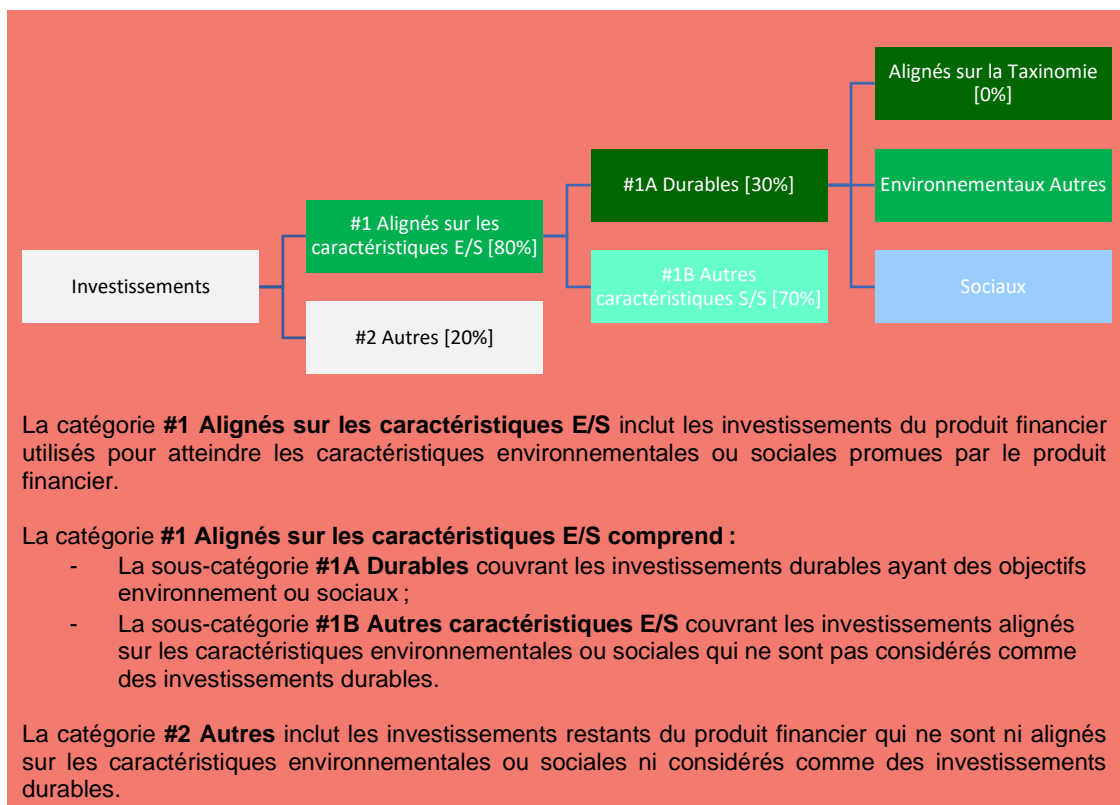 Alignés sur la Taxinomie
[0%]
#1A Durables [30%]
Environnementaux Autres
#1 Alignés sur les
caractéristiques E/S [80%]
Investissements
#1B Autres
caractéristiques S/S [70%]
Sociaux
#2 Autres [20%]
La catégorie #1 Alignés sur les caractéristiques E/S inclut les investissements du produit financier
utilisés pour atteindre les caractéristiques environnementales ou sociales promues par le produit
financier.
La catégorie #1 Alignés sur les caractéristiques E/S comprend :
- La sous-catégorie #1A Durables couvrant les investissements durables ayant des objectifs
environnement ou sociaux ;
- La sous-catégorie #1B Autres caractéristiques E/S couvrant les investissements alignés
sur les caractéristiques environnementales ou sociales qui ne sont pas considérés comme
des investissements durables.
La catégorie #2 Autres inclut les investissements restants du produit financier qui ne sont ni alignés
sur les caractéristiques environnementales ou sociales ni considérés comme des investissements
durables.